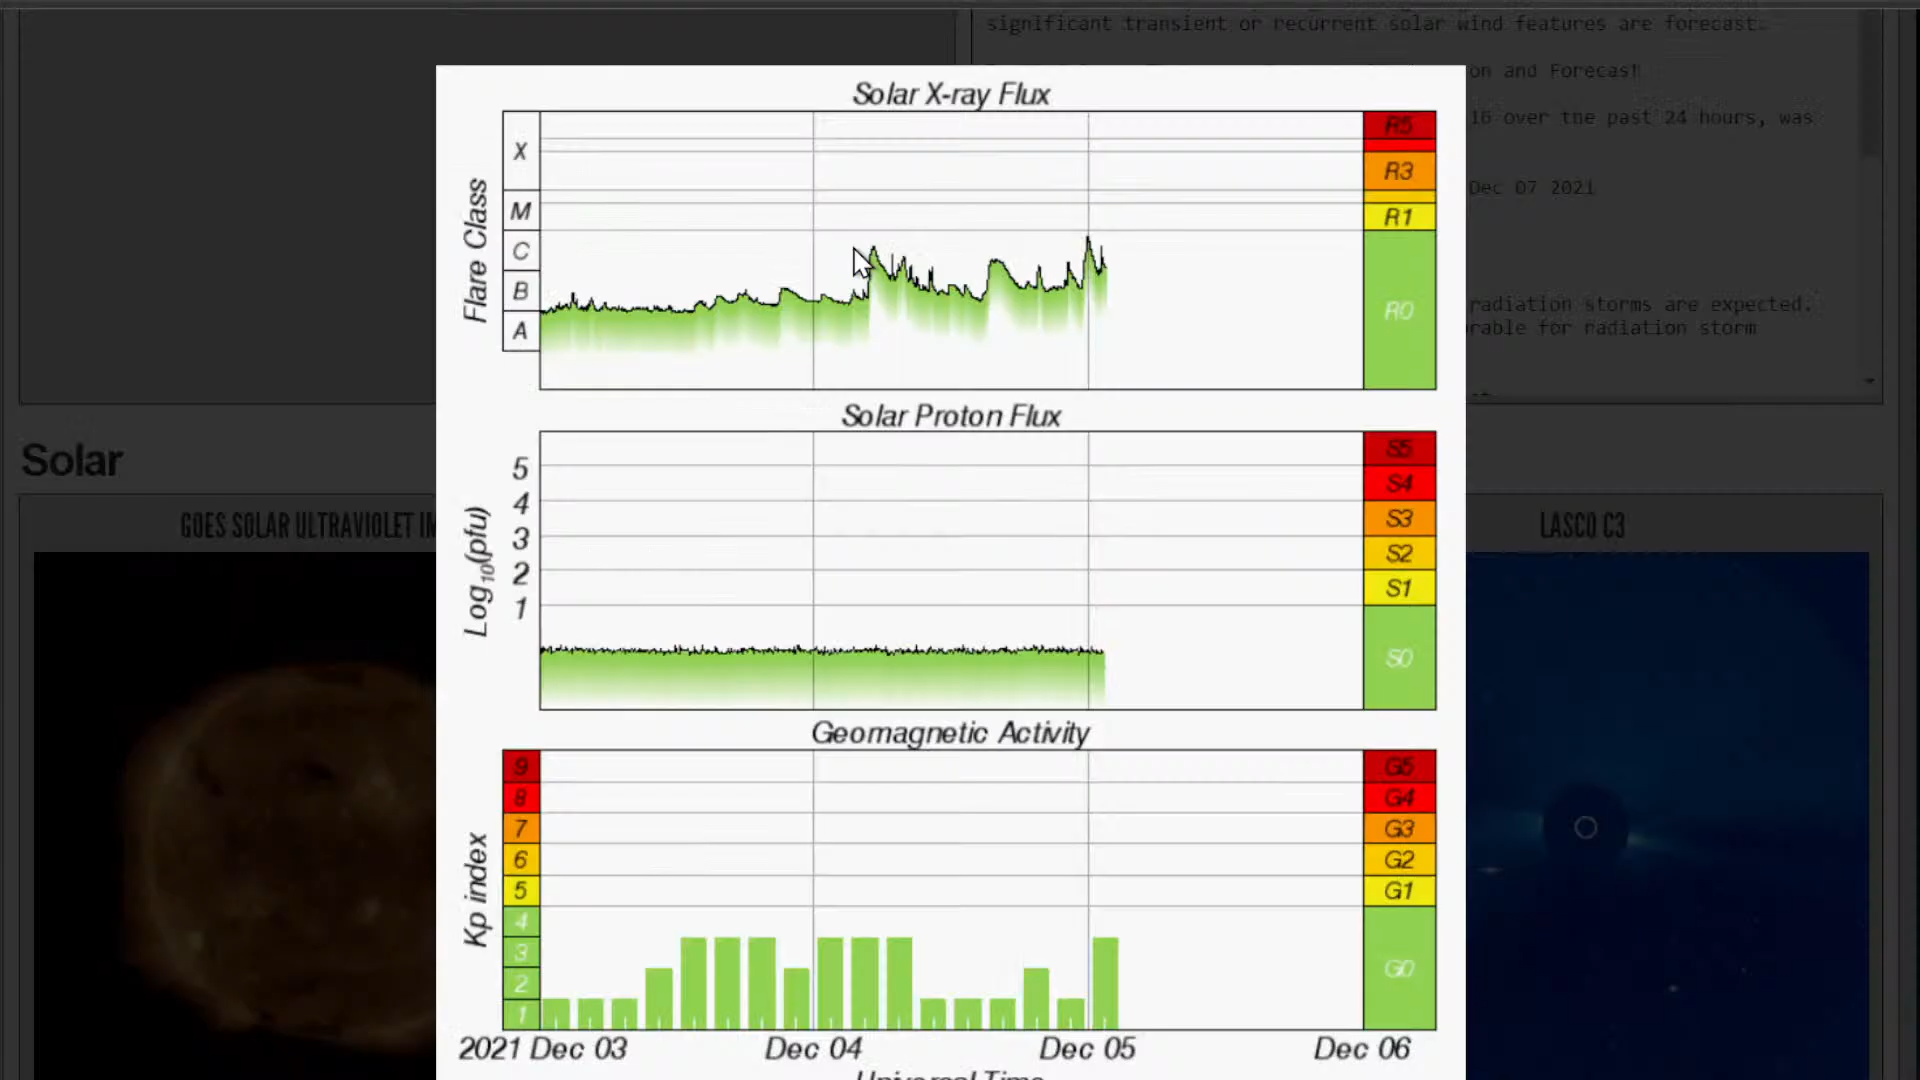 significant transient or recurrent solar wind features are forecast.
on and Forecast
16 over the past 24 hours, was
Dec 07 2021
radiation storms are expected.
rable for radiation storm
Solar
GOES SOLAR ULTRAVIOLET IM
LASCO C3
Solar X-ray Flux
Flare Class
X
M
C
B
A
R5
R3
R1
R0
Solar Proton Flux
Log10(pfu)
5
4
3
2
1
S5
S4
S3
S2
S1
S0
Geomagnetic Activity
Kp index
9
8
7
6
5
4
3
2
1
G5
G4
G3
G2
G1
G0
2021 Dec 03
Dec 04
Dec 05
Dec 06
Universal Time